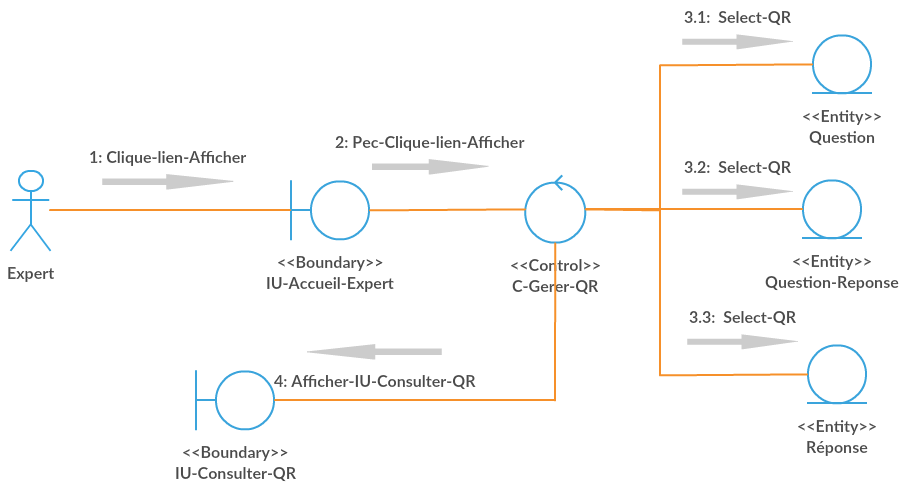 3.1: Select-QR
<<Entity>>
Question
2: Pec-Clique-lien-Afficher
1: Clique-lien-Afficher
3.2: Select-QR
Expert
<<Boundary>>
IU-Accueil-Expert
<<Control>>
C-Gerer-QR
<<Entity>>
Question-Reponse
3.3: Select-QR
4: Afficher-IU-Consulter-QR
<<Entity>>
Réponse
<<Boundary>>
IU-Consulter-QR